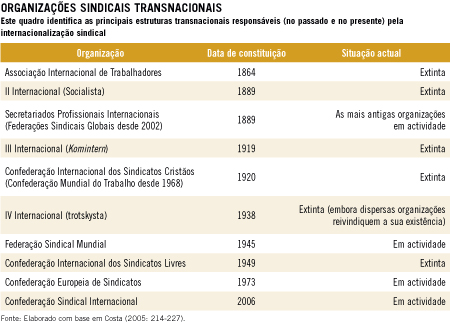 ORGANIZAÇÕES SINDICAIS TRANSNACIONAIS
Este quadro identifica as principais estruturas transnacionais responsáveis (no passado e no presente) pela
internacionalização sindical
Organização Data de constituição Situação actual
Associação Internacional de Trabalhadores 1864 Extinta
II Internacional (Socialista) 1889 Extinta
Secretariados Profissionais Internacionais
(Federações Sindicais Globais desde 2002) 1889 As mais antigas organizações
em actividade
III Internacional (Komintern) 1919 Extinta
Confederação Internacional dos Sindicatos Cristãos
(Confederação Mundial do Trabalho desde 1968) 1920 Extinta
IV Internacional (trotskysta) 1938 Extinta (embora dispersas organizações
reivindiquem a sua existência)
Federação Sindical Mundial 1945 Em actividade
Confederação Internacional dos Sindicatos Livres 1949 Extinta
Confederação Europeia de Sindicatos 1973 Em actividade
Confederação Sindical Internacional 2006 Em actividade
Fonte: Elaborado com base em Costa (2005: 214-227).